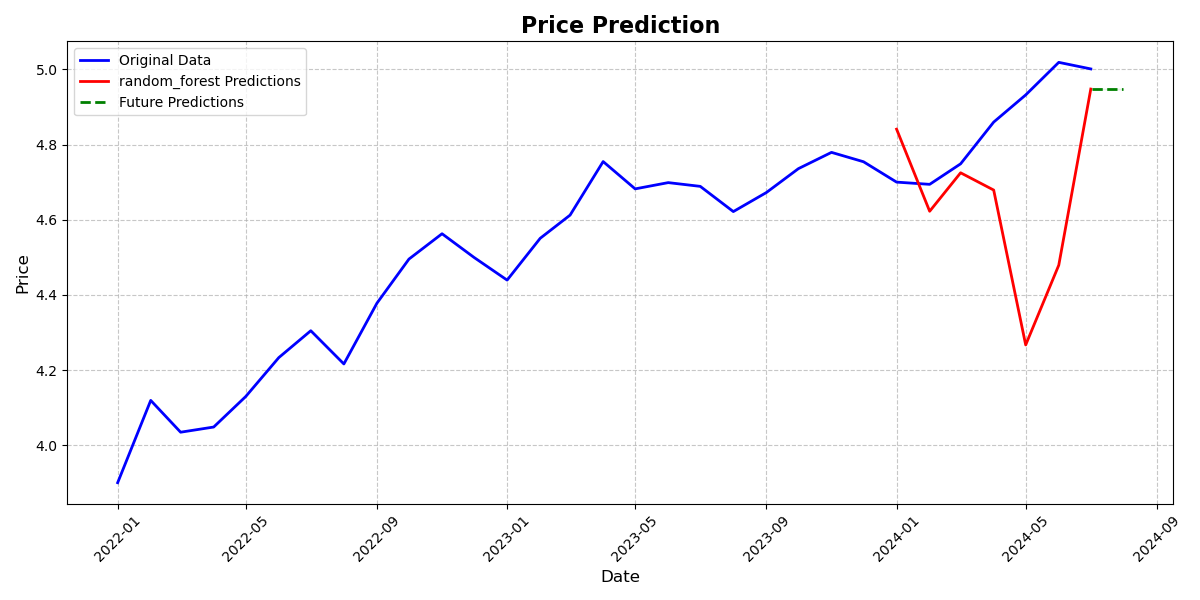 Price Prediction
Original Data
random_forest Predictions
Future Predictions
Price
5.0
4.8
4.6
4.4
4.2
4.0
2022-01
2022-05
2022-09
2023-01
2023-05
2023-09
2024-01
2024-05
2024-09
Date